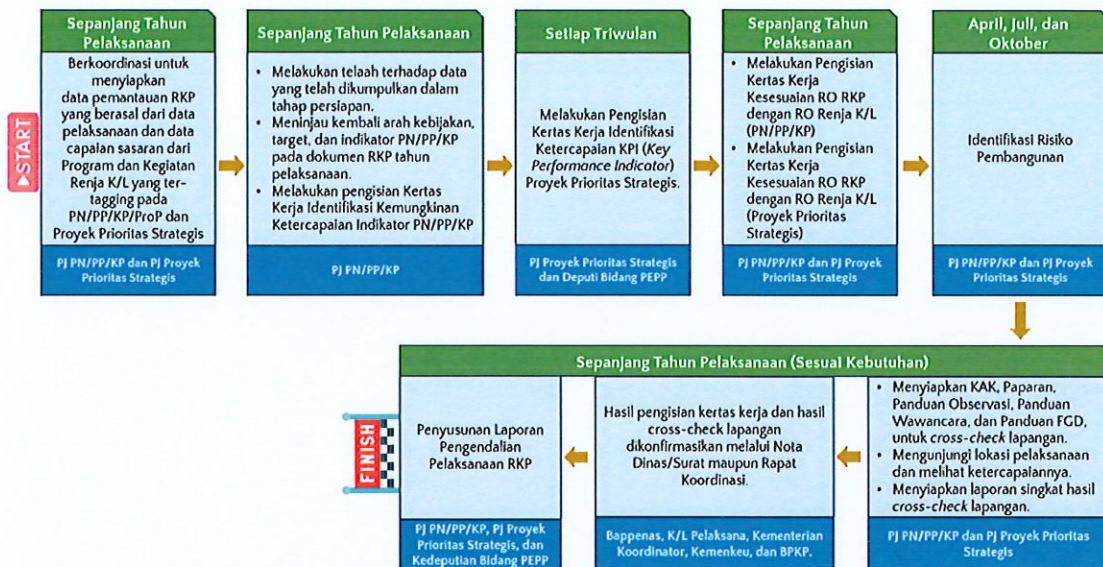 START
Sepanjang Tahun
Pelaksanaan
Berkoordinasi untuk
menyiapkan
data pemantauan RKP
yang berasal dari data
pelaksanaan dan data
capaian sasaran dari
Program dan Kegiatan
Renja K/L yang ter-
tagging pada
PN/PP/KP/ProP dan
Proyek Prioritas Strategis
PJ PN/PP/KP dan PJ Proyek
Prioritas Strategis
Sepanjang Tahun Pelaksanaan
• Melakukan telaah terhadap data
yang telah dikumpulkan dalam
tahap persiapan.
• Meninjau kembali arah kebijakan,
target, dan indikator PN/PP/KP
pada dokumen RKP tahun
pelaksanaan.
• Melakukan pengisian Kertas
Kerja Identifikasi Kemungkinan
Ketercapaian Indikator PN/PP/KP
PJ PN/PP/KP
Setiap Triwulan
Melakukan Pengisian
Kertas Kerja Identifikasi
Ketercapaian KPI (Key
Performance Indicator)
Proyek Prioritas Strategis.
PJ Proyek Prioritas Strategis
dan Deputi Bidang PEPP
Sepanjang Tahun
Pelaksanaan
• Melakukan Pengisian
Kertas Kerja
Kesesuaian RO RKP
dengan RO Renja K/L
(PN/PP/KP)
• Melakukan Pengisian
Kertas Kerja
Kesesuaian RO RKP
dengan RO Renja K/L
(Proyek Prioritas
Strategis)
PJ PN/PP/KP dan PJ Proyek
Prioritas Strategis
April, Juli, dan
Oktober
Identifikasi Risiko
Pembangunan
PJ PN/PP/KP dan PJ Proyek
Prioritas Strategis
Sepanjang Tahun Pelaksanaan (Sesuai Kebutuhan)
• Menyiapkan KAK, Paparan,
Panduan Observasi, Panduan
Wawancara, dan Panduan FGD,
untuk cross-check lapangan.
• Mengunjungi lokasi pelaksanaan
dan melihat ketercapaiannya.
• Menyiapkan laporan singkat hasil
cross-check lapangan.
PJ PN/PP/KP dan PJ Proyek Prioritas
Strategis
Hasil pengisian kertas kerja dan hasil
cross-check lapangan
dikonfirmasikan melalui Nota
Dinas/Surat maupun Rapat
Koordinasi.
Bappenas, K/L Pelaksana, Kementerian
Koordinator, Kemenkeu, dan BPKP.
Penyusunan Laporan
Pengendalian
Pelaksanaan RKP
PJ PN/PP/KP, PJ Proyek
Prioritas Strategis, dan
Kedeputian Bidang PEPP
FINISH